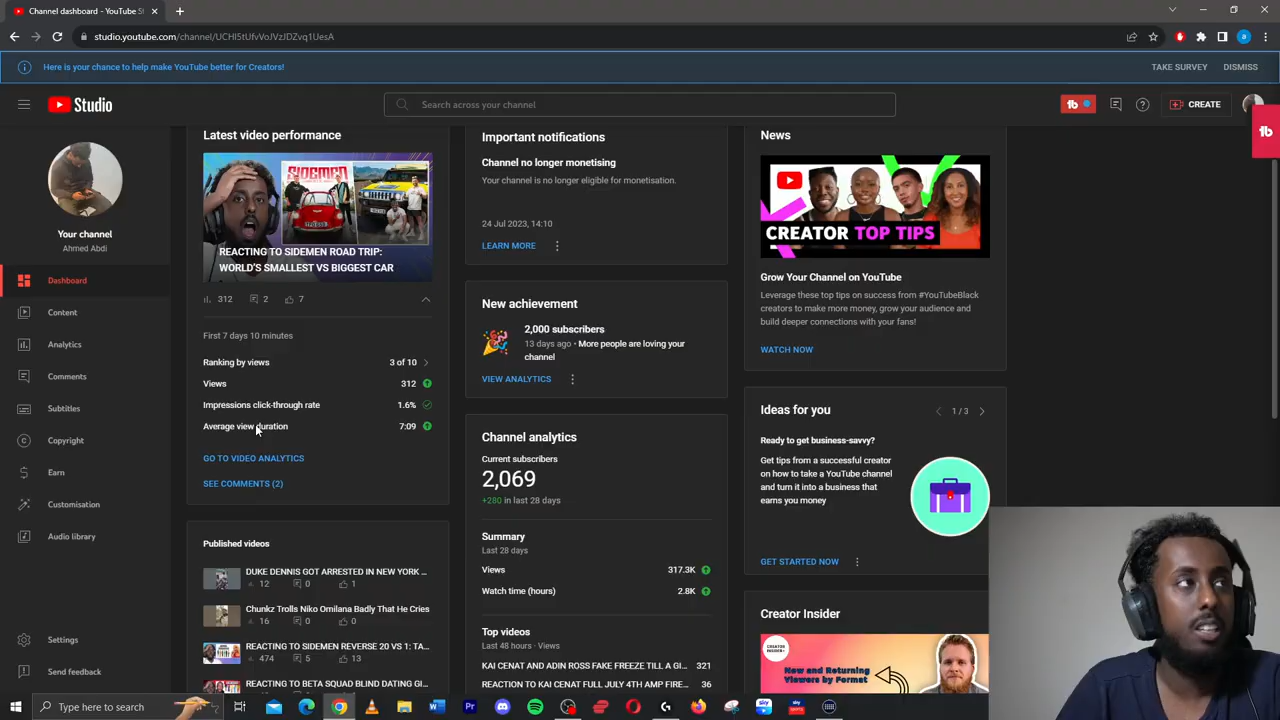 Channel dashboard - YouTube St
studio.youtube.com/channel/UCHI5tUfvVoJVzJDZvq1UesA
Here is your chance to help make YouTube better for Creators!
TAKE SURVEY
DISMISS
Studio
Search across your channel
CREATE
Your channel
Ahmed Abdi
Dashboard
Content
Analytics
Comments
Subtitles
Copyright
Earn
Customisation
Audio library
Settings
Send feedback
Latest video performance
SIDEMEN
REACTING TO SIDEMEN ROAD TRIP:
WORLD'S SMALLEST VS BIGGEST CAR
312 2 7
First 7 days 10 minutes
Ranking by views 3 of 10
Views 312
Impressions click-through rate 1.6%
Average view duration 7:09
GO TO VIDEO ANALYTICS
SEE COMMENTS (2)
Published videos
DUKE DENNIS GOT ARRESTED IN NEW YORK ...
12 0 1
Chunkz Trolls Niko Omilana Badly That He Cries
16 0 0
REACTING TO SIDEMEN REVERSE 20 VS 1: TA...
474 5 13
REACTING TO BETA SQUAD BLIND DATING GI...
Important notifications
Channel no longer monetising
Your channel is no longer eligible for monetisation.
24 Jul 2023, 14:10
LEARN MORE
New achievement
2,000 subscribers
13 days ago • More people are loving your
channel
VIEW ANALYTICS
Channel analytics
Current subscribers
2,069
+280 in last 28 days
Summary
Last 28 days
Views 317.3K
Watch time (hours) 2.8K
Top videos
Last 48 hours · Views
KAI CENAT AND ADIN ROSS FAKE FREEZE TILL A GI... 321
REACTION TO KAI CENAT FULL JULY 4TH AMP FIRE... 36
News
CREATOR TOP TIPS
Grow Your Channel on YouTube
Leverage these top tips on success from #YouTubeBlack
creators to make more money, grow your audience and
build deeper connections with your fans!
WATCH NOW
Ideas for you
1 / 3
Ready to get business-savvy?
Get tips from a successful creator
on how to take a YouTube channel
and turn it into a business that
earns you money
GET STARTED NOW
Creator Insider
New and Returning
Viewers by Format
Type here to search